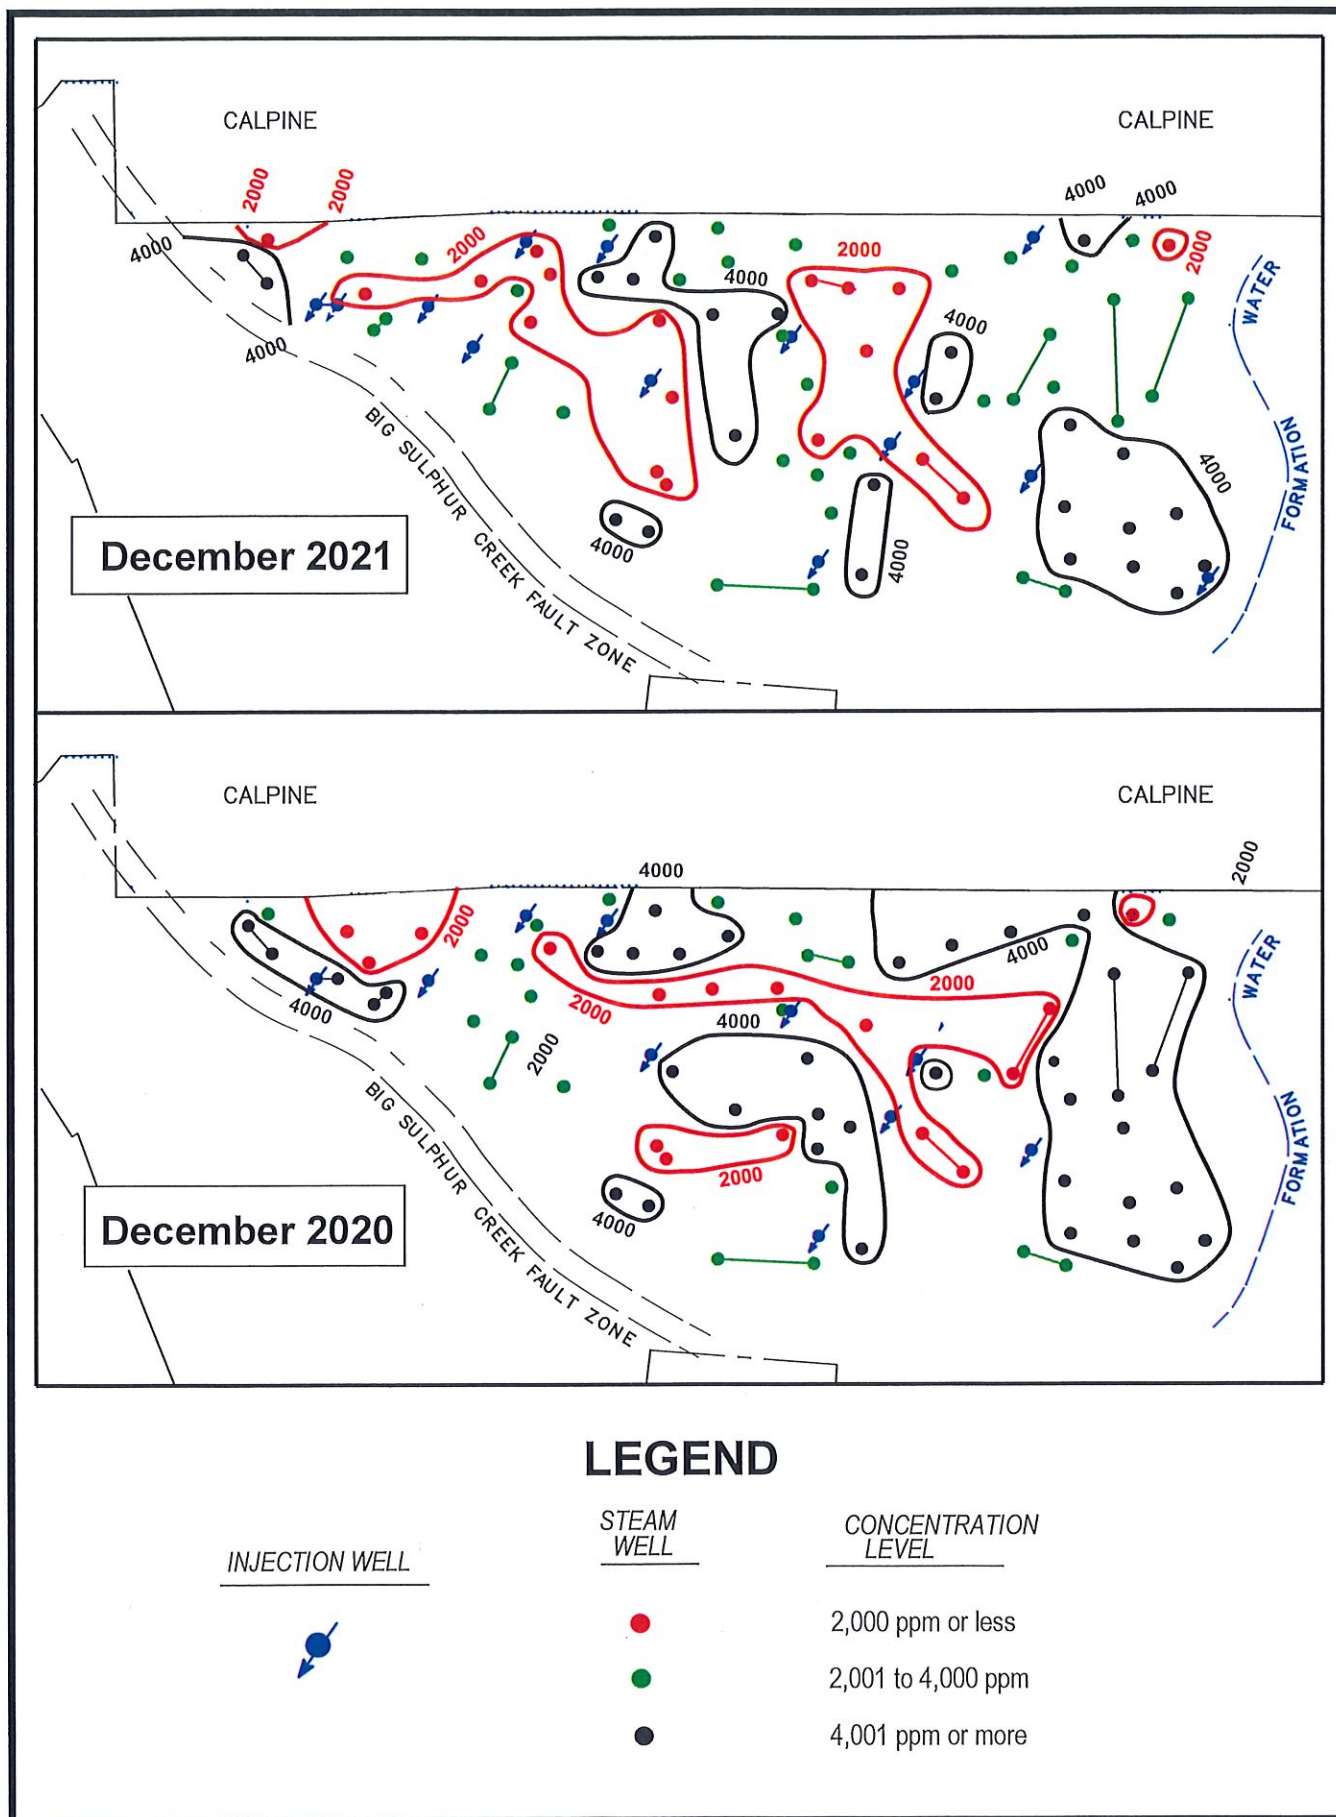 CALPINE
CALPINE
2000
2000
4000
4000
4000
2000
4000
2000
4000
2000
4000
4000
4000
4000
WATER
FORMATION
BIG SULPHUR CREEK FAULT ZONE
December 2021
CALPINE
CALPINE
4000
2000
2000
4000
4000
2000
2000
4000
2000
2000
4000
WATER
FORMATION
BIG SULPHUR CREEK FAULT ZONE
December 2020
LEGEND
INJECTION WELL
STEAM
WELL
CONCENTRATION
LEVEL
2,000 ppm or less
2,001 to 4,000 ppm
4,001 ppm or more